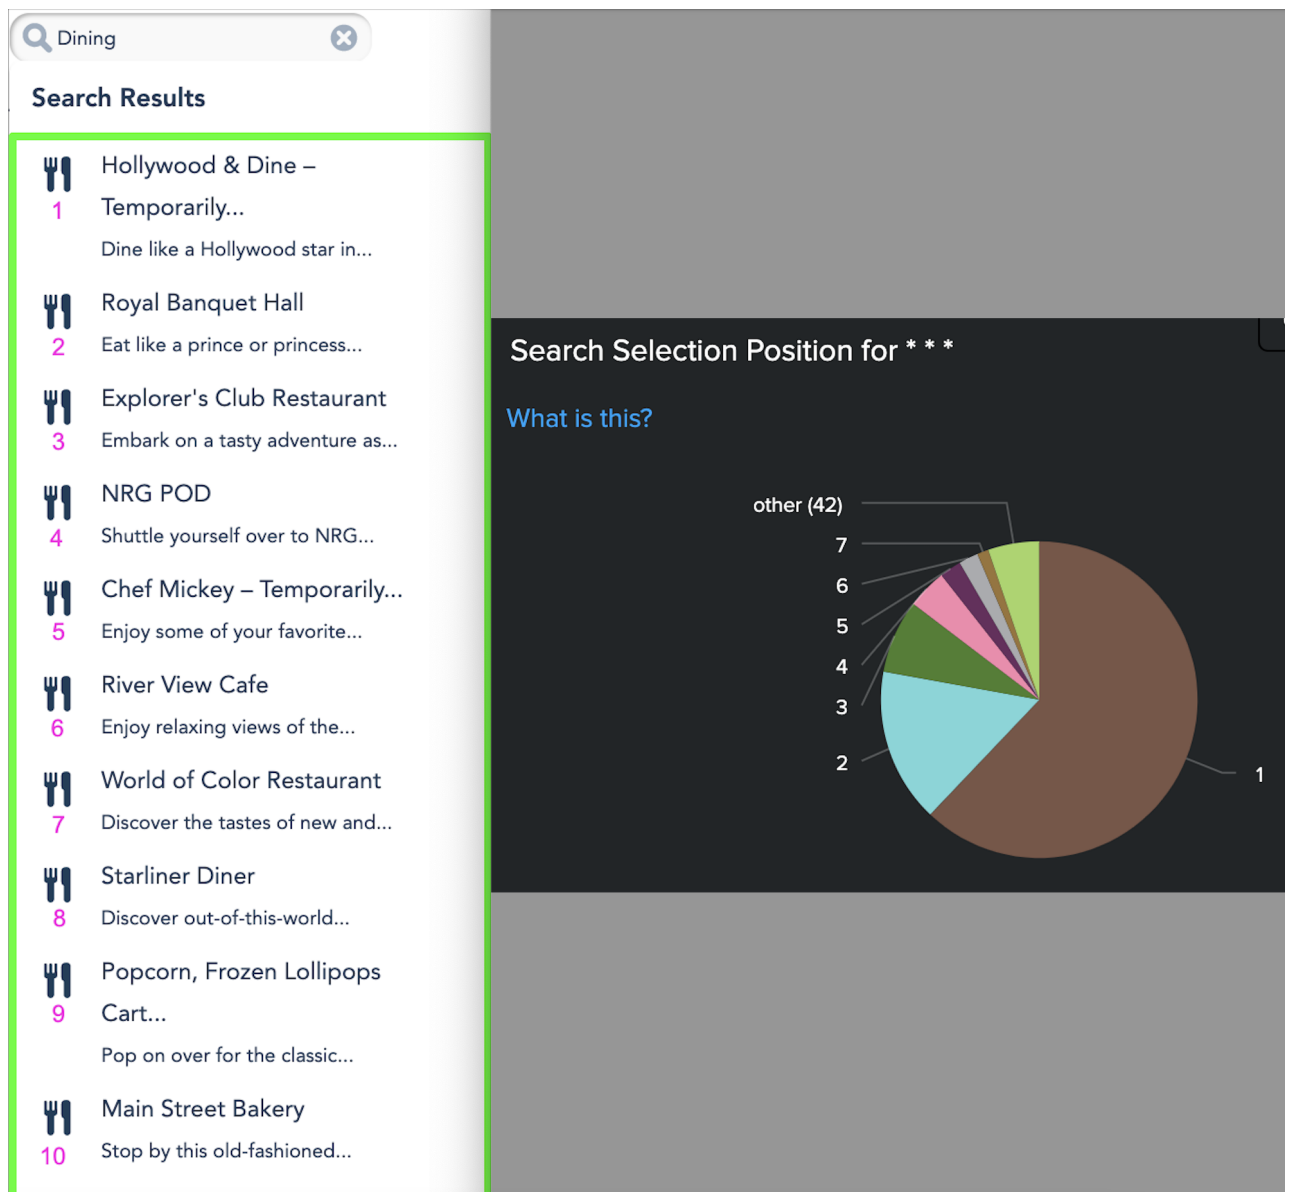 Dining
Search Results
Hollywood & Dine –
Temporarily...
1
Dine like a Hollywood star in...
Royal Banquet Hall
2
Eat like a prince or princess...
Explorer's Club Restaurant
3
Embark on a tasty adventure as...
NRG POD
4
Shuttle yourself over to NRG...
Chef Mickey – Temporarily...
5
Enjoy some of your favorite...
River View Cafe
6
Enjoy relaxing views of the...
World of Color Restaurant
7
Discover the tastes of new and...
Starliner Diner
8
Discover out-of-this-world...
Popcorn, Frozen Lollipops
9
Cart...
Pop on over for the classic...
Main Street Bakery
10
Stop by this old-fashioned...
Search Selection Position for * * *
What is this?
other (42)
7
6
5
4
3
2
1